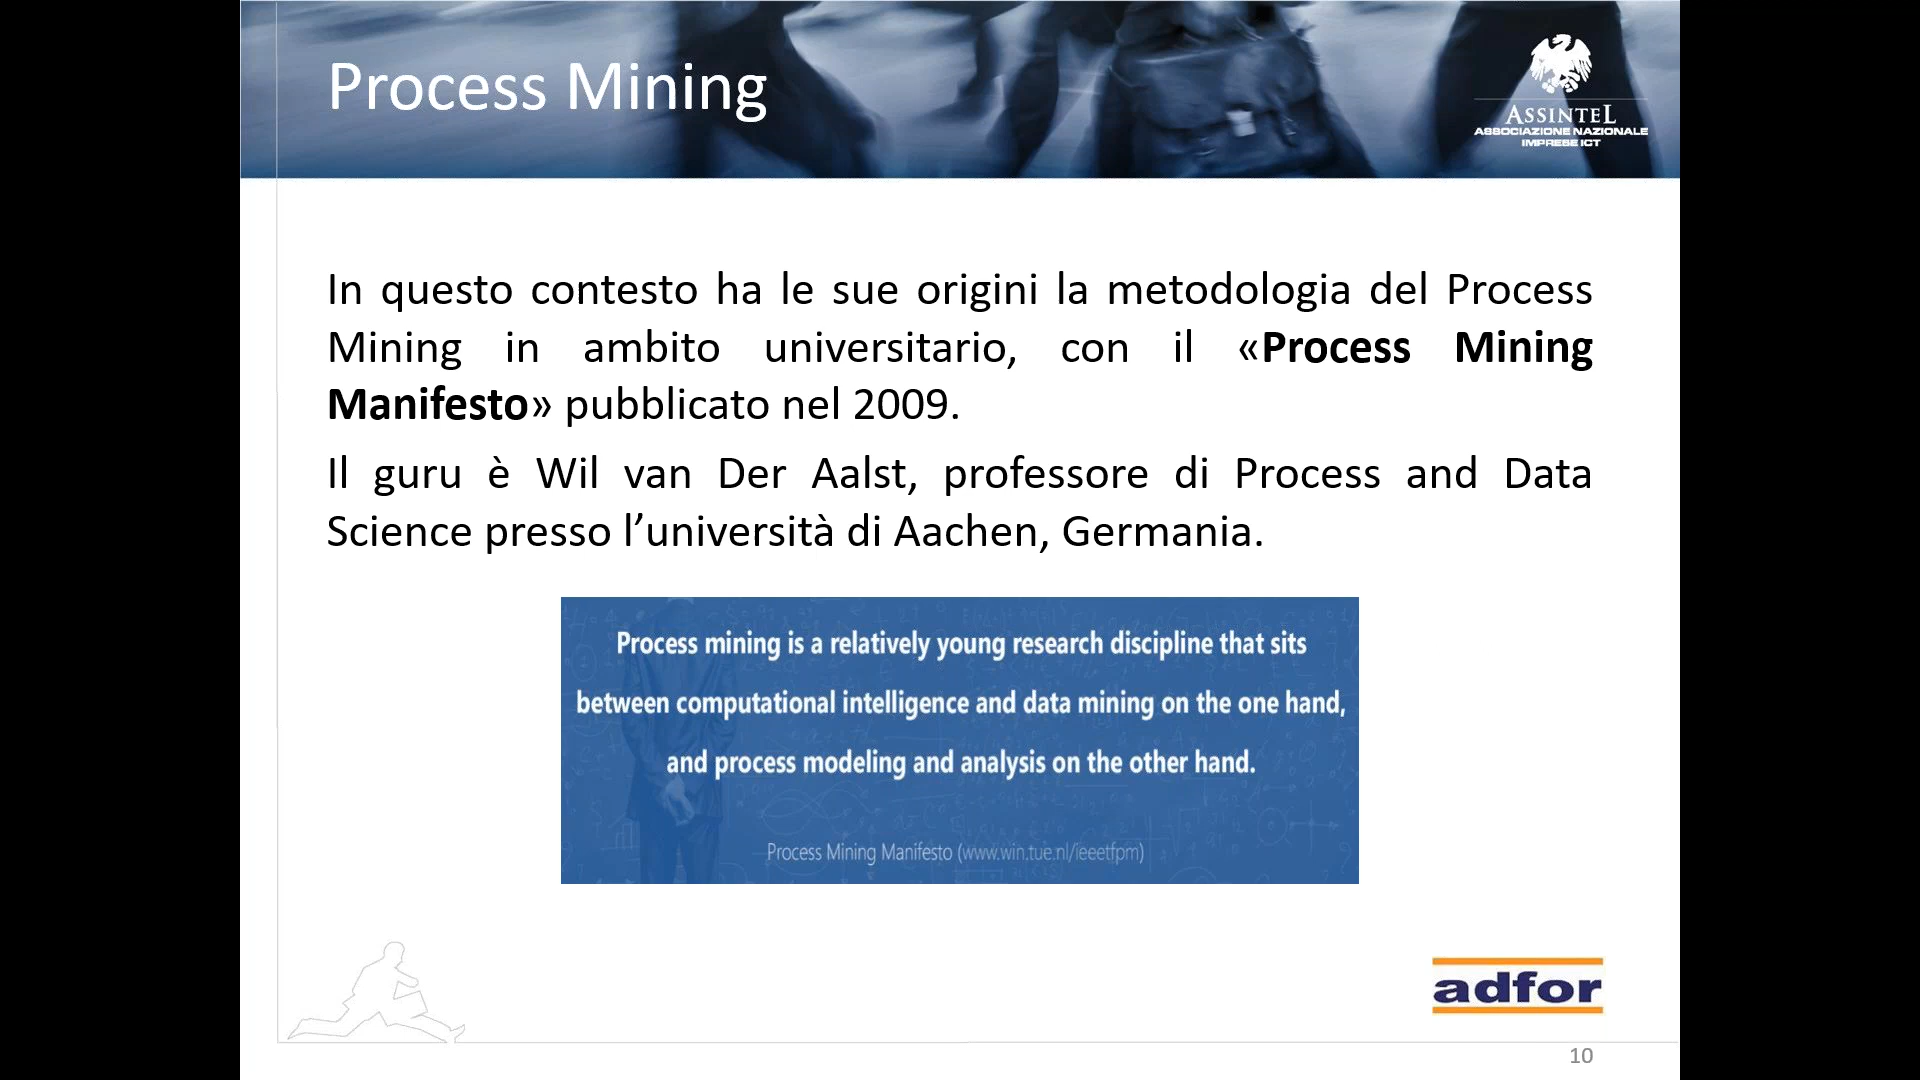 Process Mining
ASSINTEL
ASSOCIAZIONE NAZIONALE
IMPRESE ICT
In questo contesto ha le sue origini la metodologia del Process
Mining in ambito universitario, con il «Process Mining
Manifesto» pubblicato nel 2009.
Il guru è Wil van Der Aalst, professore di Process and Data
Science presso l’università di Aachen, Germania.
Process mining is a relatively young research discipline that sits
between computational intelligence and data mining on the one hand,
and process modeling and analysis on the other hand.
Process Mining Manifesto (www.win.tue.nl/ieeetfpm)
adfor
10